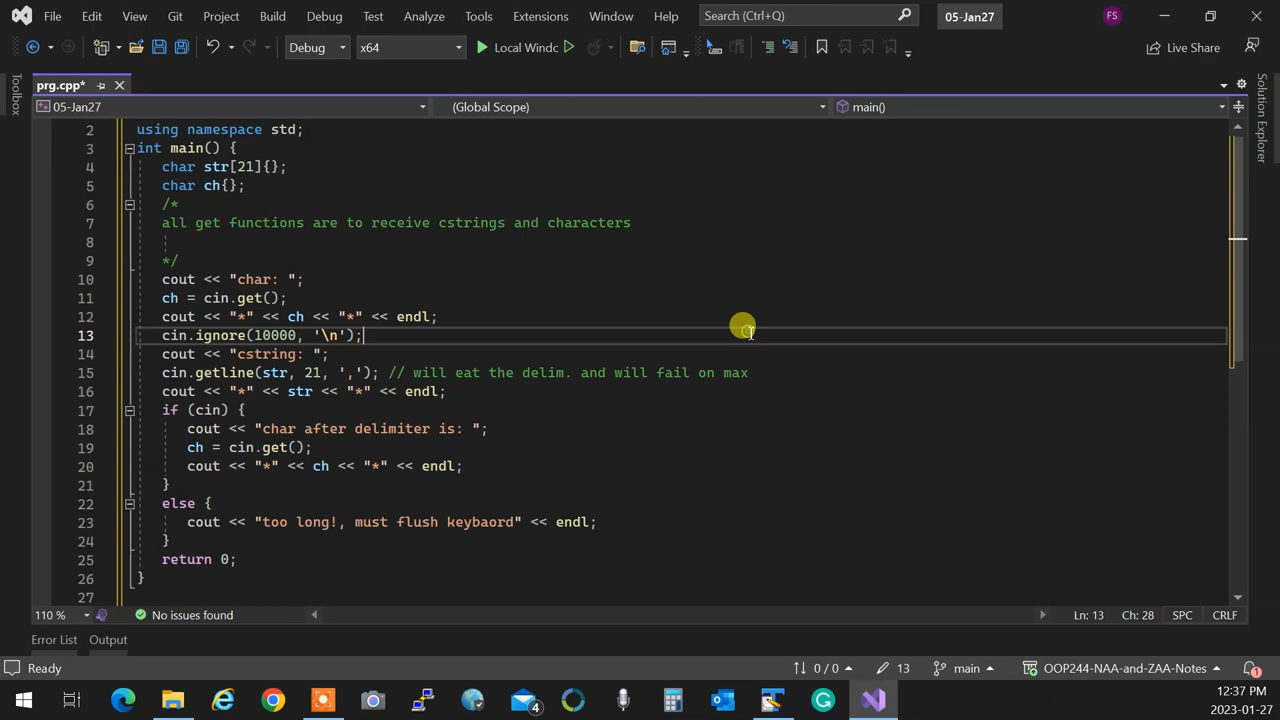 File Edit View Git Project Build Debug Test Analyze Tools Extensions Window Help Search (Ctrl+Q) 05-Jan27 FS
Debug x64 Local Windc Live Share
prg.cpp*
05-Jan27 (Global Scope) main()
Toolbox
Solution Explorer
2 using namespace std;
3 int main() {
4 char str[21]{};
5 char ch{};
6 /*
7 all get functions are to receive cstrings and characters
8
9 */
10 cout << "char: ";
11 ch = cin.get();
12 cout << "*" << ch << "*" << endl;
13 cin.ignore(10000, '\n');
14 cout << "cstring: ";
15 cin.getline(str, 21, ','); // will eat the delim. and will fail on max
16 cout << "*" << str << "*" << endl;
17 if (cin) {
18 cout << "char after delimiter is: ";
19 ch = cin.get();
20 cout << "*" << ch << "*" << endl;
21 }
22 else {
23 cout << "too long!, must flush keybaord" << endl;
24 }
25 return 0;
26 }
27
110 % No issues found Ln: 13 Ch: 28 SPC CRLF
Error List Output
Ready 0 / 0 13 main OOP244-NAA-and-ZAA-Notes 1
4
12:37 PM
2023-01-27